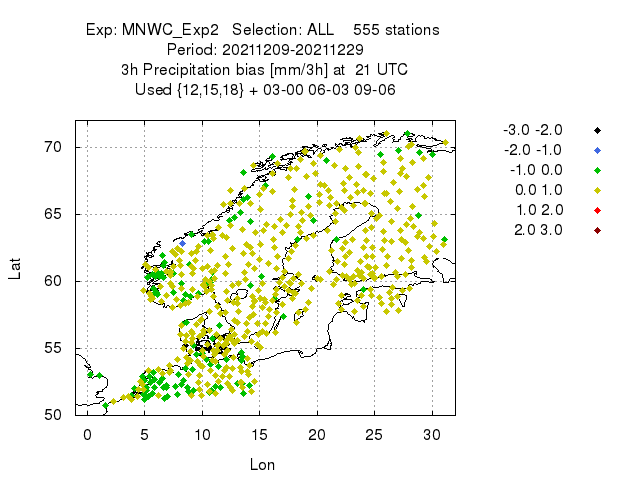 Exp: MNWC_Exp2 Selection: ALL 555 stations
Period: 20211209-20211229
3h Precipitation bias [mm/3h] at 21 UTC
Used {12,15,18} + 03-00 06-03 09-06
-3.0 -2.0
-2.0 -1.0
-1.0 0.0
0.0 1.0
1.0 2.0
2.0 3.0
Lat
70
65
60
55
50
0 5 10 15 20 25 30
Lon